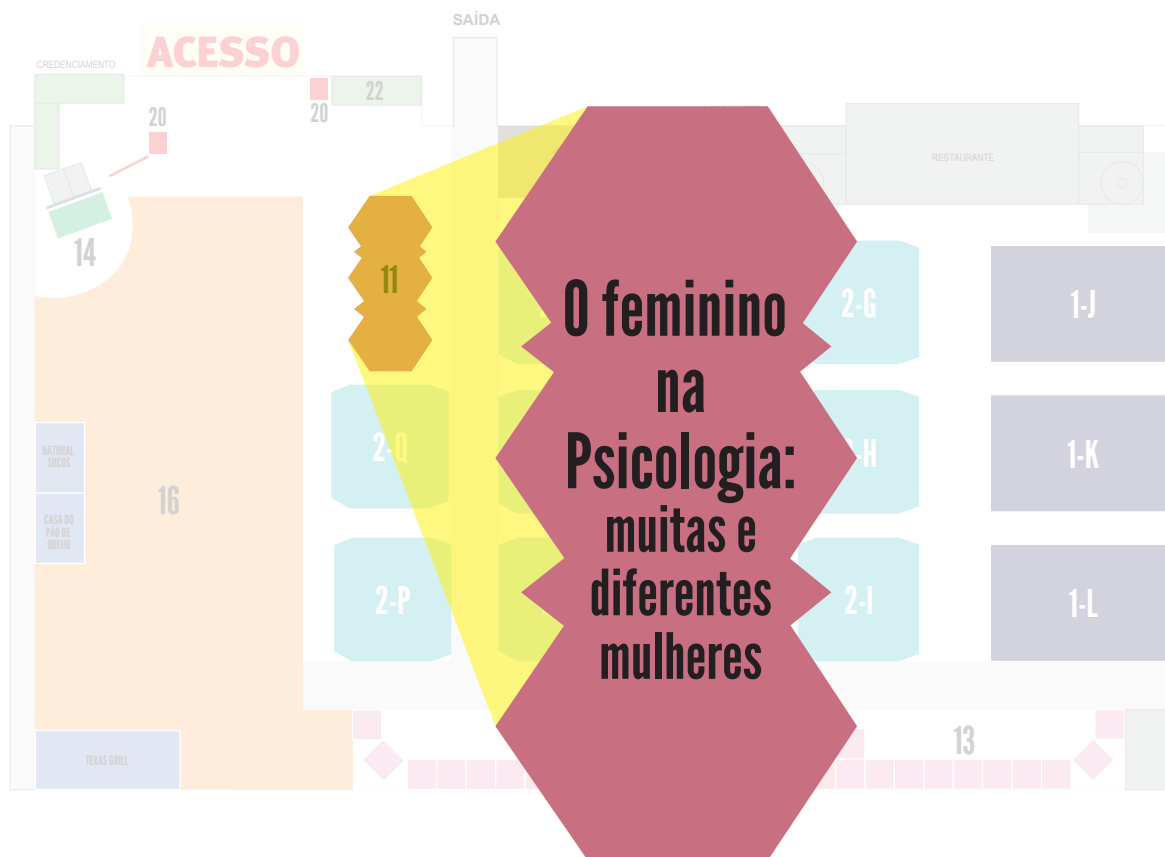 SAÍDA
ACESSO
CREDENCIAMENTO
22
20
20
RESTAURANTE
14
11
O feminino
na
Psicologia:
muitas e
diferentes
mulheres
2-G
1-J
2-Q
-H
1-K
NATURAL
SUCOS
16
CASA DO
PÃO DE
QUEIJO
2-P
2-I
1-L
13
TEXAS GRILL